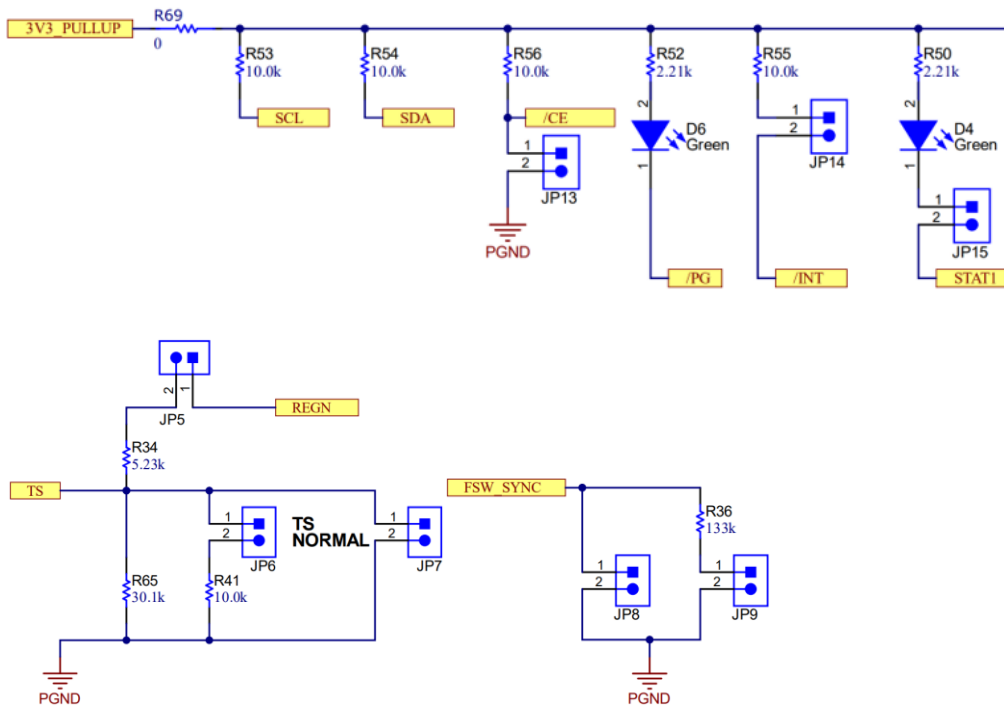 3V3_PULLUP
R69
0
R53
10.0k
SCL
R54
10.0k
SDA
R56
10.0k
/CE
1
2
JP13
PGND
R52
2.21k
2
D6
Green
1
/PG
R55
10.0k
1
2
JP14
/INT
R50
2.21k
2
D4
Green
1
1
2
JP15
STAT1
2
1
JP5
REGN
R34
5.23k
TS
R65
30.1k
1
2
JP6
R41
10.0k
TS
NORMAL
1
2
JP7
PGND
FSW_SYNC
R36
133k
1
2
JP8
1
2
JP9
PGND